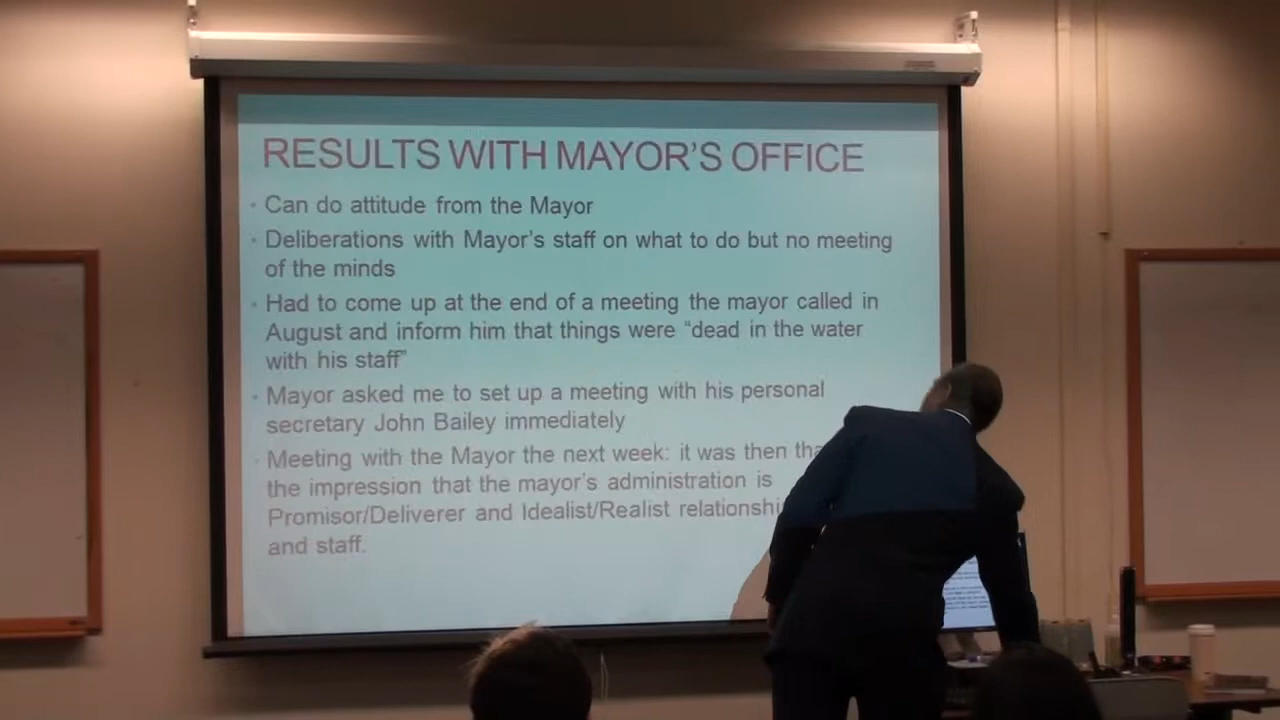 RESULTS WITH MAYOR'S OFFICE
• Can do attitude from the Mayor
• Deliberations with Mayor's staff on what to do but no meeting
of the minds
• Had to come up at the end of a meeting the mayor called in
August and inform him that things were “dead in the water
with his staff”
• Mayor asked me to set up a meeting with his personal
secretary John Bailey immediately
• Meeting with the Mayor the next week: it was then
the impression that the mayor's administration is
Promisor/Deliverer and Idealist/Realist
and staff.